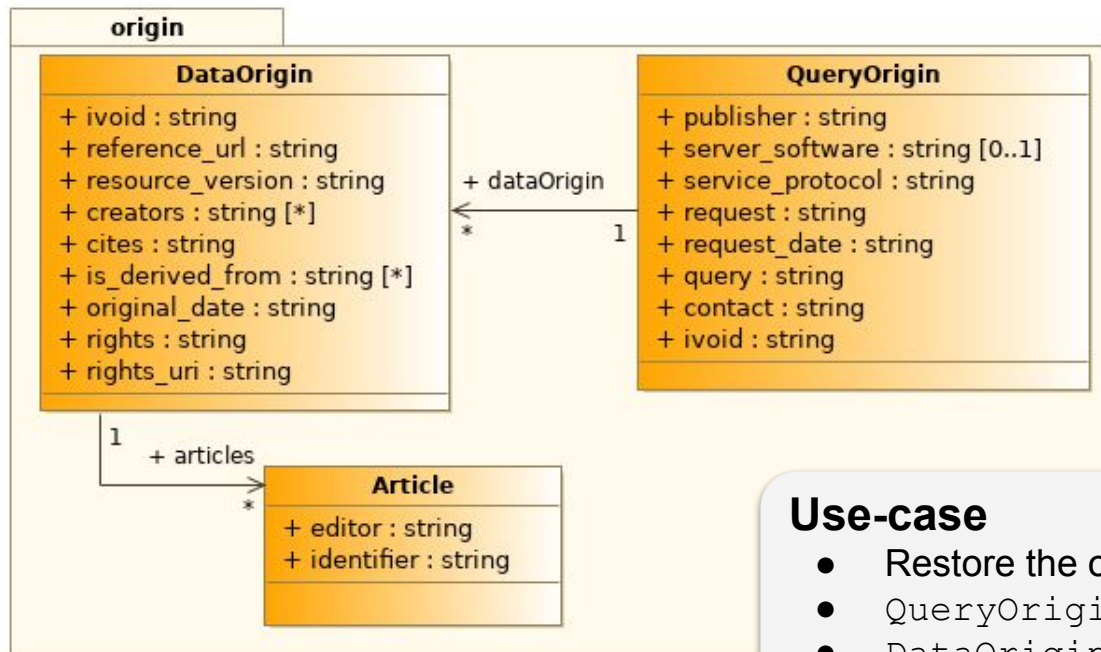 origin
DataOrigin
+ ivoid : string
+ reference_url : string
+ resource_version : string
+ creators : string [*]
+ cites : string
+ is_derived_from : string [*]
+ original_date : string
+ rights : string
+ rights_uri : string
+ dataOrigin
* 1
QueryOrigin
+ publisher : string
+ server_software : string [0..1]
+ service_protocol : string
+ request : string
+ request_date : string
+ query : string
+ contact : string
+ ivoid : string
1
+ articles
*
Article
+ editor : string
+ identifier : string
Use-case
● Restore the
●
●